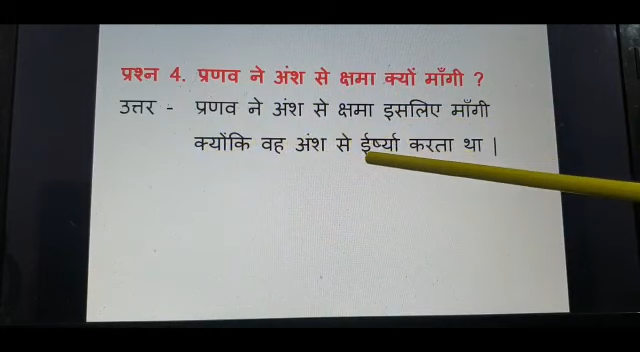 प्रश्न 4. प्रणव ने अंश से क्षमा क्यों माँगी ?
उत्तर - प्रणव ने अंश से क्षमा इसलिए माँगी
क्योंकि वह अंश से ईर्ष्या करता था |